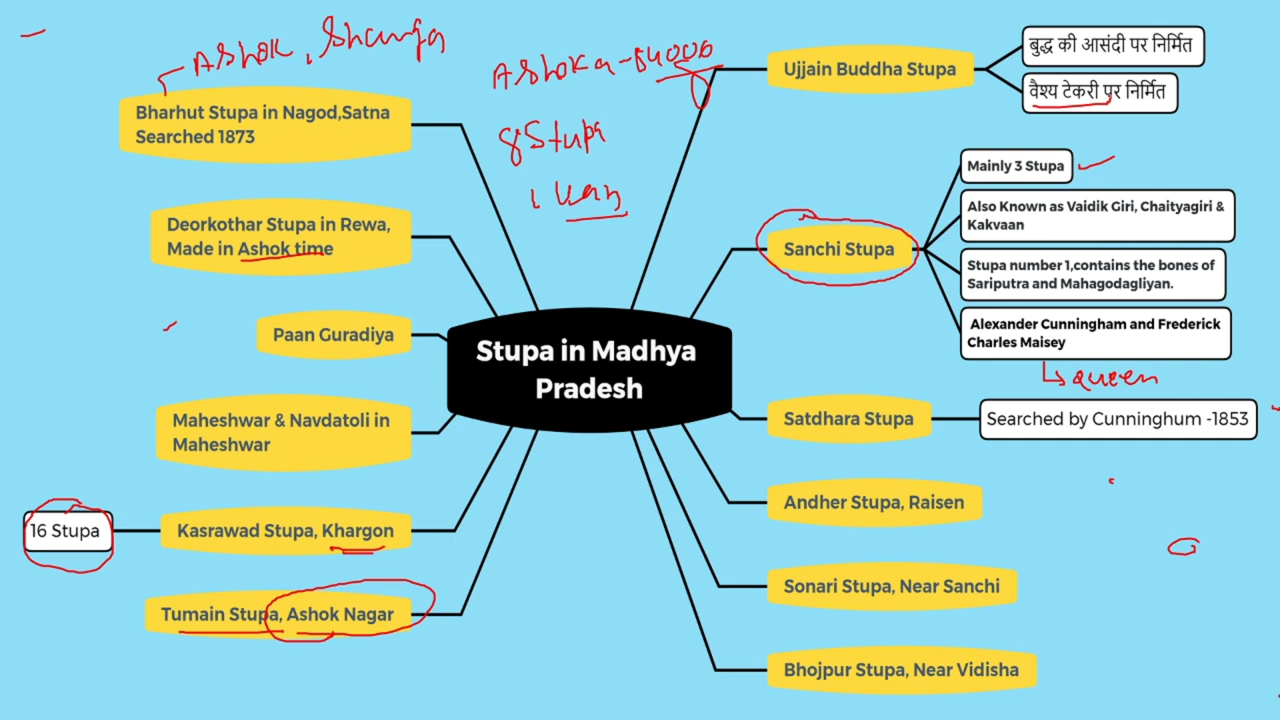 Ashok, Shunga
Ashoka-84000
8 Stupa
Bharhut Stupa in Nagod,Satna
Searched 1873
Deorkothar Stupa in Rewa,
Made in Ashok time
Paan Guradiya
Maheshwar & Navdatoli in
Maheshwar
16 Stupa
Kasrawad Stupa, Khargon
Tumain Stupa, Ashok Nagar
Stupa in Madhya
Pradesh
Ujjain Buddha Stupa
बुद्ध की आसंदी पर निर्मित
वैश्य टेकरी पर निर्मित
Sanchi Stupa
Mainly 3 Stupa
Also Known as Vaidik Giri, Chaityagiri &
Kakvaan
Stupa number 1,contains the bones of
Sariputra and Mahagodagliyan.
Alexander Cunningham and Frederick
Charles Maisey
queen
Satdhara Stupa
Searched by Cunninghum -1853
Andher Stupa, Raisen
Sonari Stupa, Near Sanchi
Bhojpur Stupa, Near Vidisha